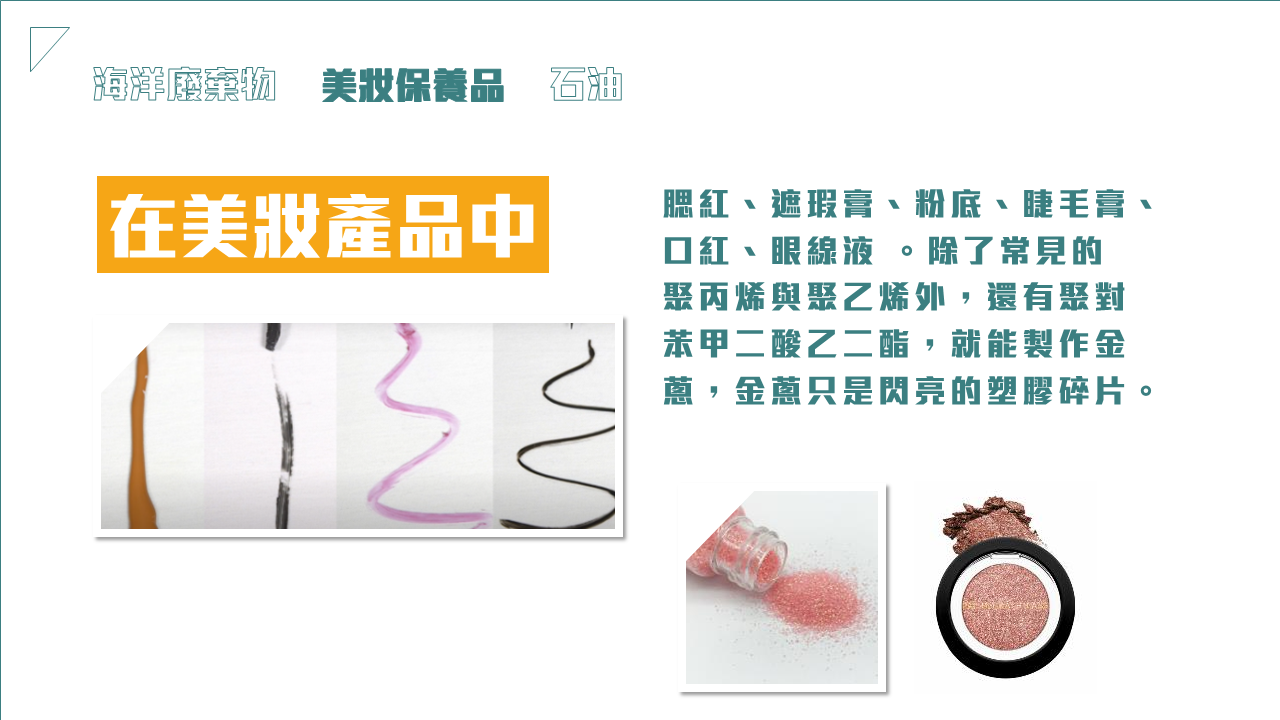 海洋廢棄物 美妝保養品 石油
在美妝產品中
腮紅、遮瑕膏、粉底、睫毛膏、
口紅、眼線液 。除了常見的
聚丙烯與聚乙烯外，還有聚對
苯甲二酸乙二酯，就能製作金
蔥，金蔥只是閃亮的塑膠碎片。